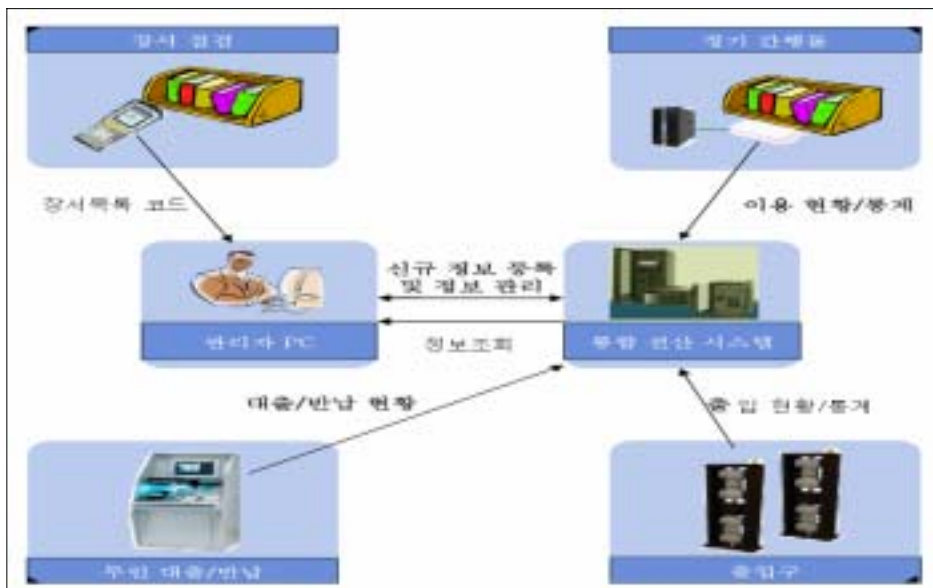 장서 점검
정기 간행물
장서목록 코드
이용 현황/통계
신규 정보 등록
및 정보 관리
관리자 PC
정보조회
통합 전산 시스템
대출/반납 현황
출입 현황/통계
무인 대출/반납
출입구